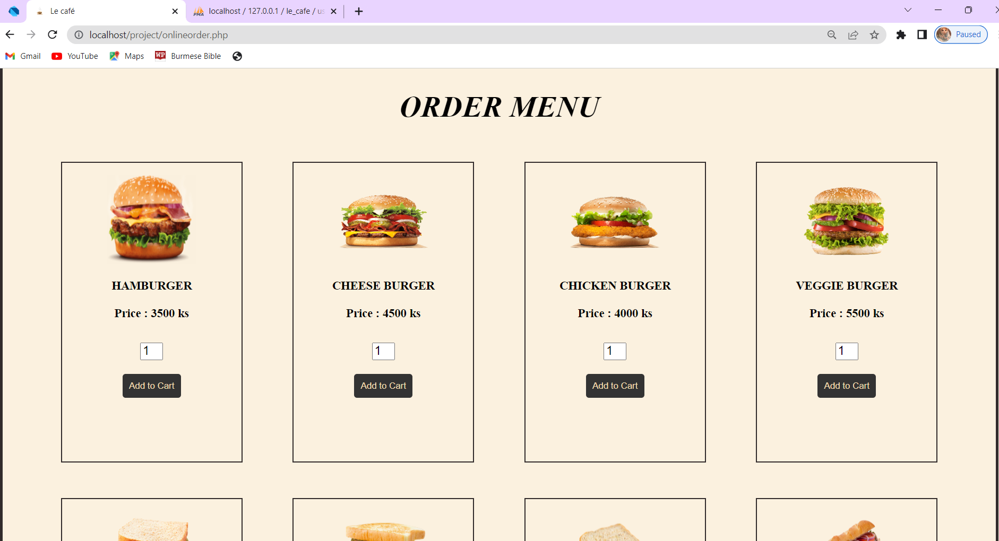 Le café
localhost / 127.0.0.1 / le_cafe / us
localhost/project/onlineorder.php
Paused
Gmail
YouTube
Maps
WP
Burmese Bible
ORDER MENU
HAMBURGER
CHEESE BURGER
CHICKEN BURGER
VEGGIE BURGER
Price : 3500 ks
Price : 4500 ks
Price : 4000 ks
Price : 5500 ks
1
1
1
1
Add to Cart
Add to Cart
Add to Cart
Add to Cart